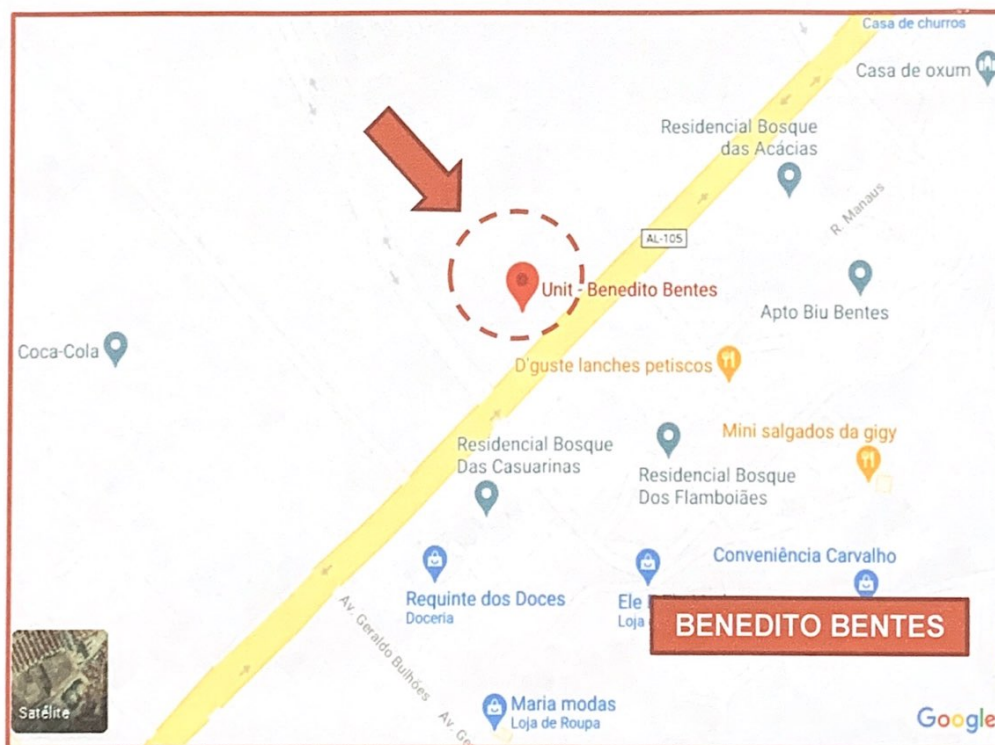 Casa de churros
Casa de oxum
Residencial Bosque
das Acácias
R. Manaus
AL-105
Unit - Benedito Bentes
Apto Biu Bentes
Coca-Cola
D'guste lanches petiscos
Mini salgados da gigy
Residencial Bosque
Das Casuarinas
Residencial Bosque
Dos Flamboiães
Conveniência Carvalho
Requinte dos Doces
Doceria
Ele
Loja
BENEDITO BENTES
Av. Geraldo Bulhões
Av.
Maria modas
Loja de Roupa
Satélite
Google